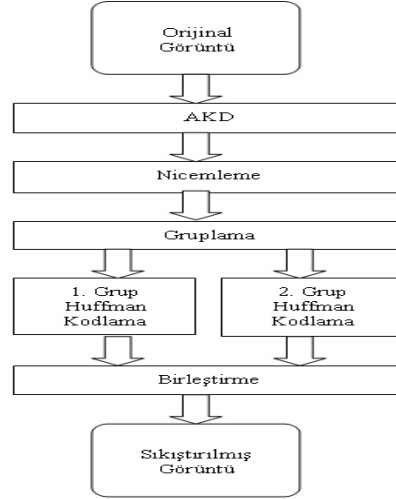 Orijinal
Görüntü
AKD
Nicemleme
Gruplama
1. Grup
Huffman
Kodlama
2. Grup
Huffman
Kodlama
Birleştirme
Sıkıştırılmış
Görüntü